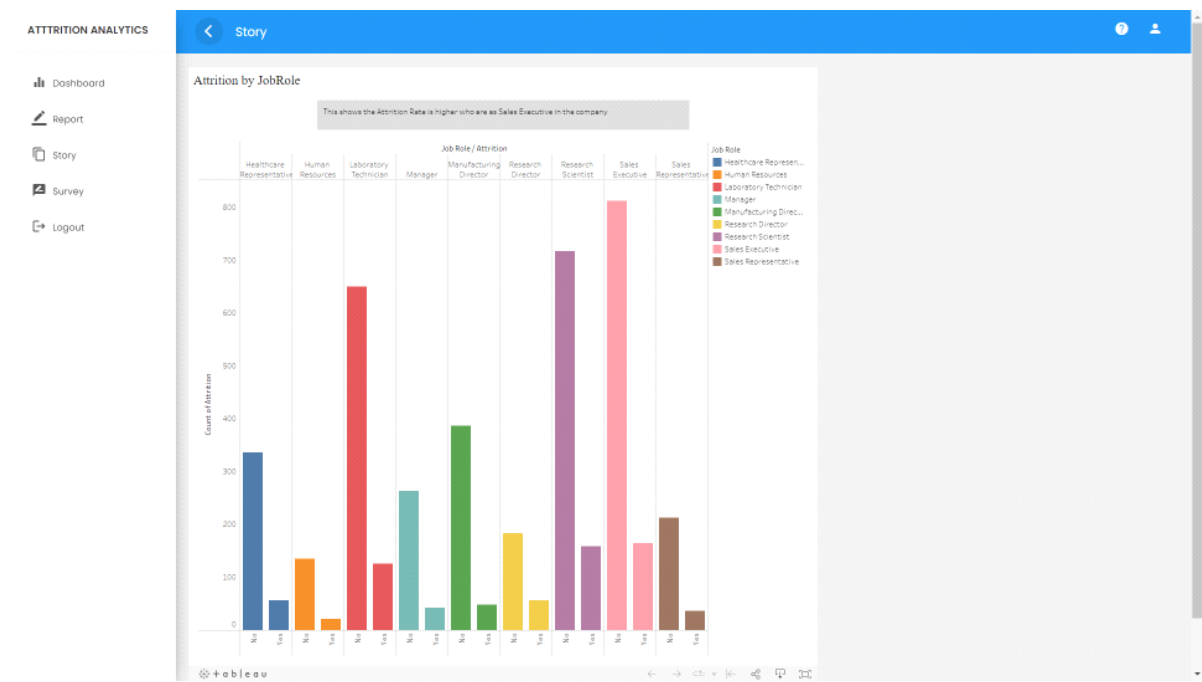 ATTTRITION ANALYTICS
Story
Dashboard
Report
Story
Survey
Logout
Attrition by JobRole
This shows the Attrition Rate is higher who are as Sales Executive in the company
Job Role / Attrition
Healthcare Representative
Human Resources
Laboratory Technician
Manager
Manufacturing Director
Research Director
Research Scientist
Sales Executive
Sales Representative
Job Role
Healthcare Represen...
Human Resources
Laboratory Technician
Manager
Manufacturing Direc...
Research Director
Research Scientist
Sales Executive
Sales Representative
Count of Attrition
800
700
600
500
400
300
200
100
0
No Yes No Yes No Yes No Yes No Yes No Yes No Yes No Yes No Yes
+ableau